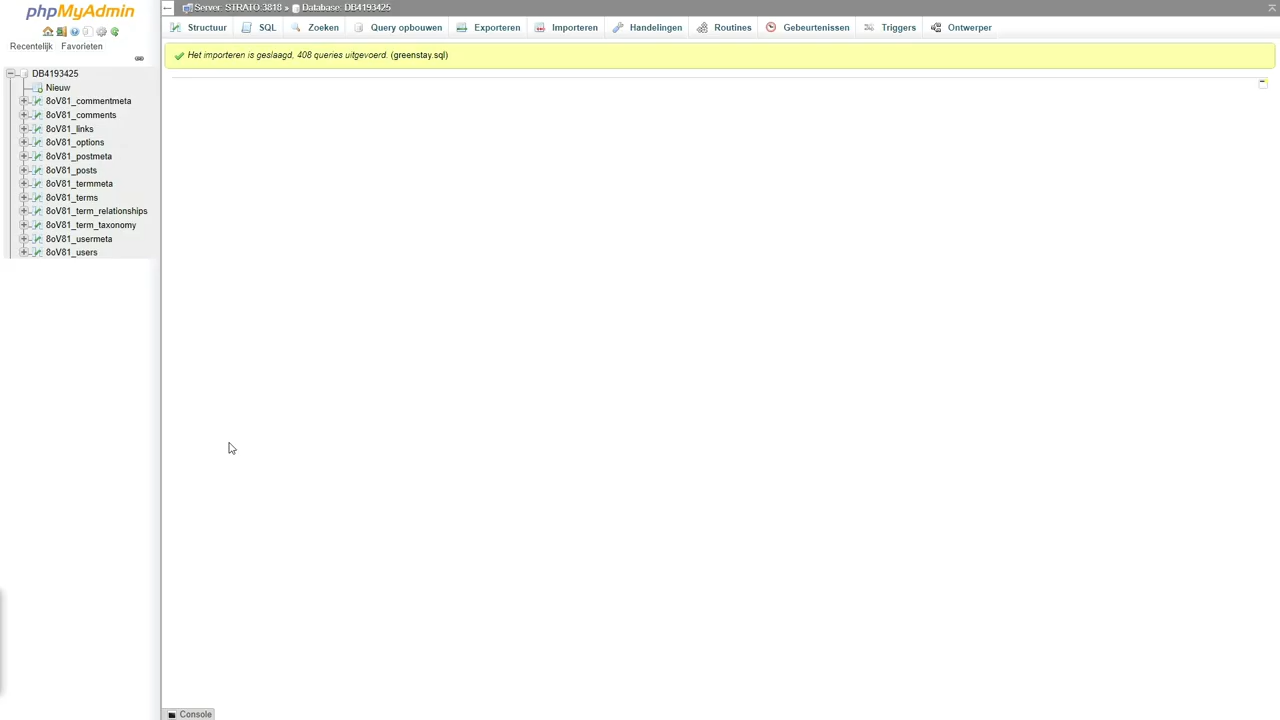 phpMyAdmin
Recentelijk Favorieten
DB4193425
Nieuw
8oV81_commentmeta
8oV81_comments
8oV81_links
8oV81_options
8oV81_postmeta
8oV81_posts
8oV81_termmeta
8oV81_terms
8oV81_term_relationships
8oV81_term_taxonomy
8oV81_usermeta
8oV81_users
Server: STRATO:3818 » Database: DB4193425
Structuur SQL Zoeken Query opbouwen Exporteren Importeren Handelingen Routines Gebeurtenissen Triggers Ontwerper
Het importeren is geslaagd, 408 queries uitgevoerd. (greenstay.sql)
Console